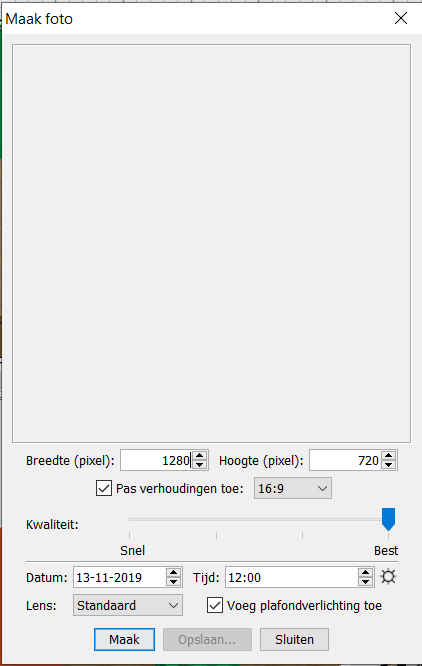 Maak foto
Breedte (pixel): 1280 Hoogte (pixel): 720
Pas verhoudingen toe: 16:9
Kwaliteit:
Snel Best
Datum: 13-11-2019 Tijd: 12:00
Lens: Standaard Voeg plafondverlichting toe
Maak Opslaan... Sluiten